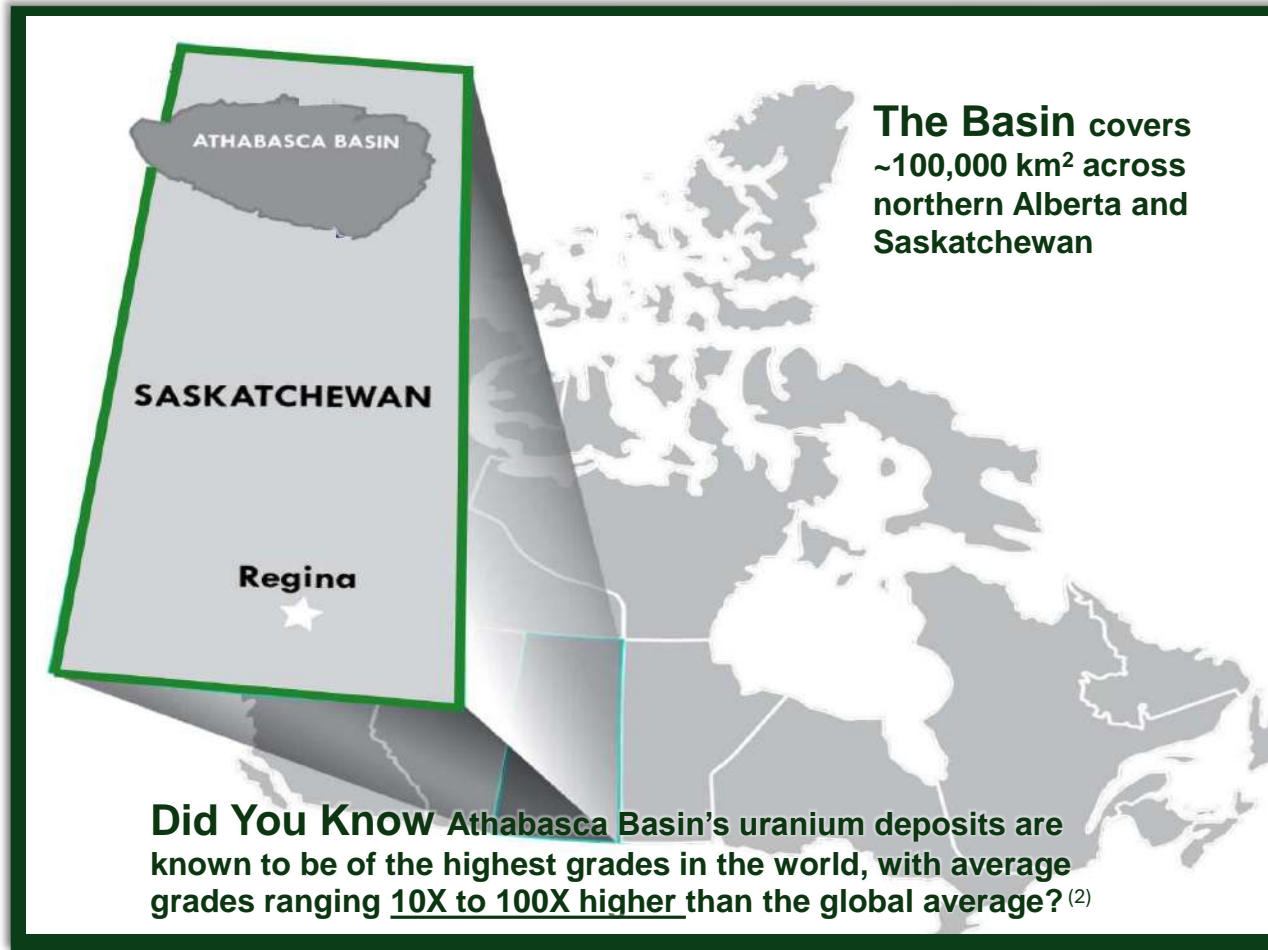 ATHABASCA BASIN
SASKATCHEWAN
Regina
The Basin covers
~100,000 km² across
northern Alberta and
Saskatchewan
Did You Know Athabasca Basin’s uranium deposits are
known to be of the highest grades in the world, with average
grades ranging 10X to 100X higher than the global average? (2)